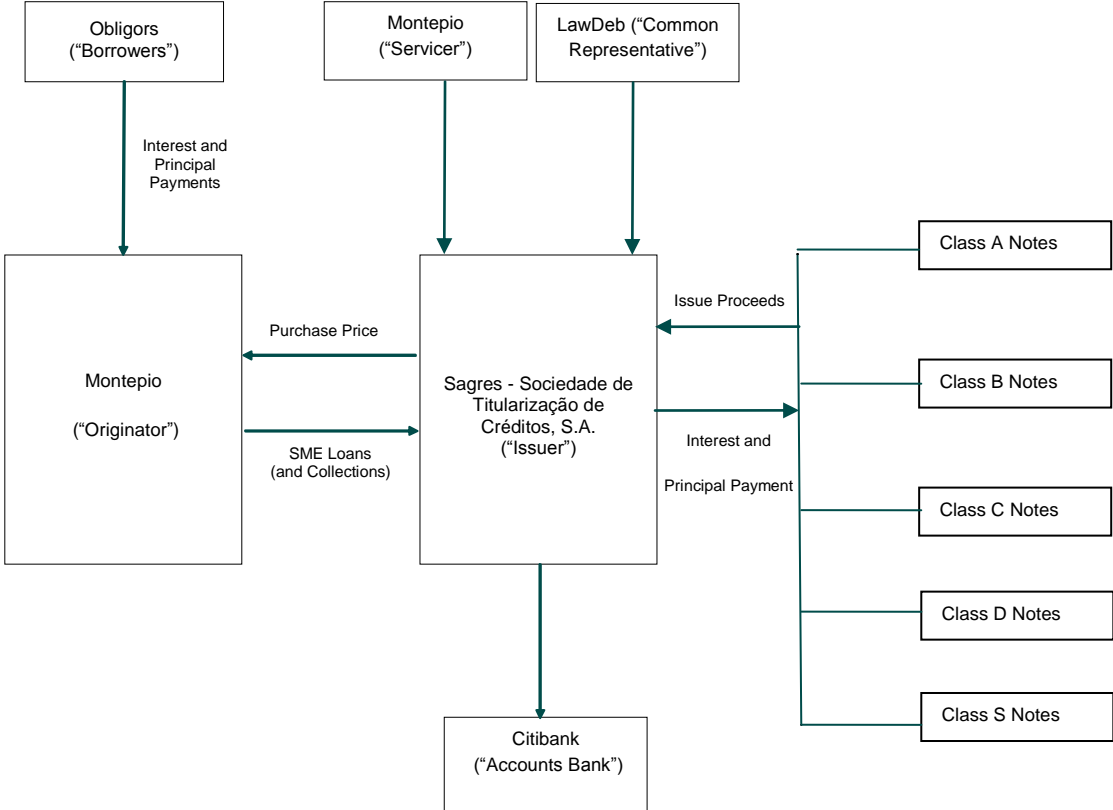 Obligors
(“Borrowers”)
Montepio
(“Servicer”)
LawDeb (“Common
Representative”)
Interest and
Principal
Payments
Montepio
(“Originator”)
Purchase Price
SME Loans
(and Collections)
Sagres - Sociedade de
Titularização de
Créditos, S.A.
(“Issuer”)
Issue Proceeds
Interest and
Principal Payment
Class A Notes
Class B Notes
Class C Notes
Class D Notes
Class S Notes
Citibank
(“Accounts Bank”)